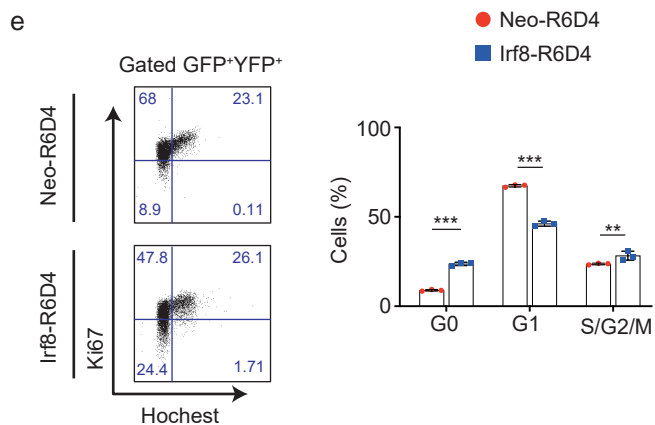 e
Neo-R6D4
Irf8-R6D4
Gated GFP⁺YFP⁺
Neo-R6D4
68 23.1
8.9 0.11
Irf8-R6D4
47.8 26.1
24.4 1.71
Ki67
Hochest
Cells (%)
100
50
0
***
***
**
G0 G1 S/G2/M